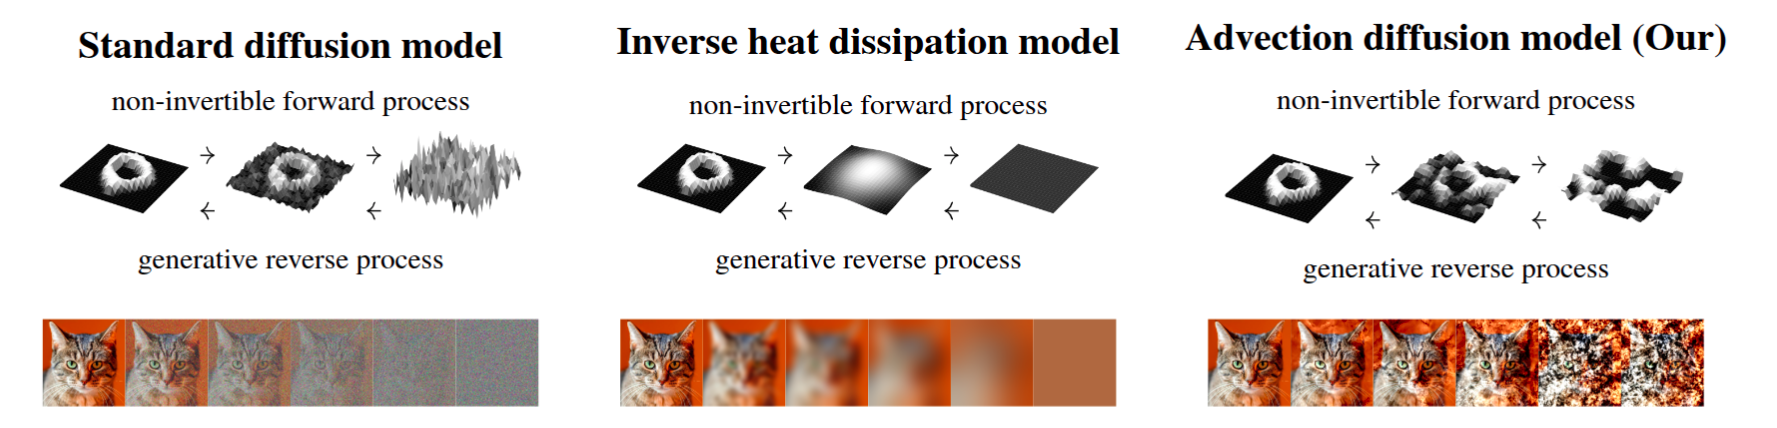 Standard diffusion model
non-invertible forward process
generative reverse process
Inverse heat dissipation model
non-invertible forward process
generative reverse process
Advection diffusion model (Our)
non-invertible forward process
generative reverse process